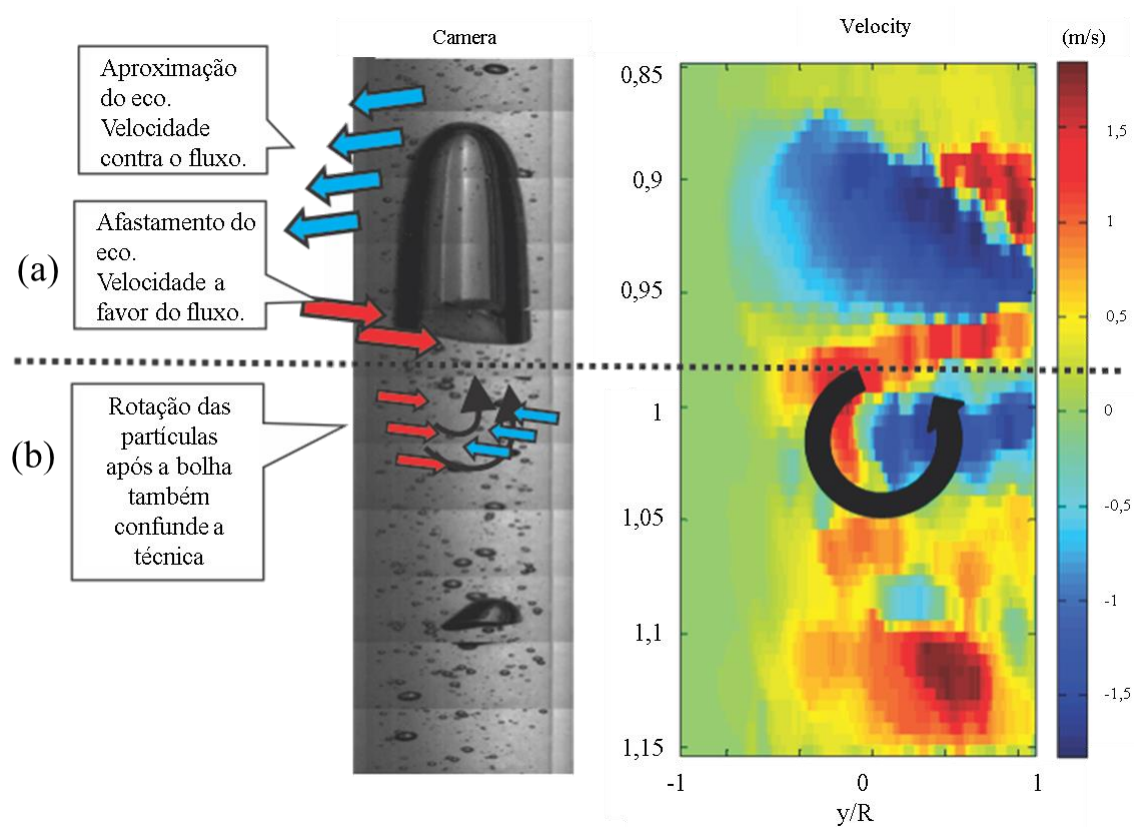 Camera
Velocity
(m/s)
Aproximação
do eco.
Velocidade
contra o fluxo.
Afastamento do
eco.
Velocidade a
favor do fluxo.
(a)
Rotação das
partículas
após a bolha
também
confunde a
técnica
(b)
0,85
0,9
0,95
1
1,05
1,1
1,15
-1
0
1
y/R
1,5
1
0,5
0
-0,5
-1
-1,5